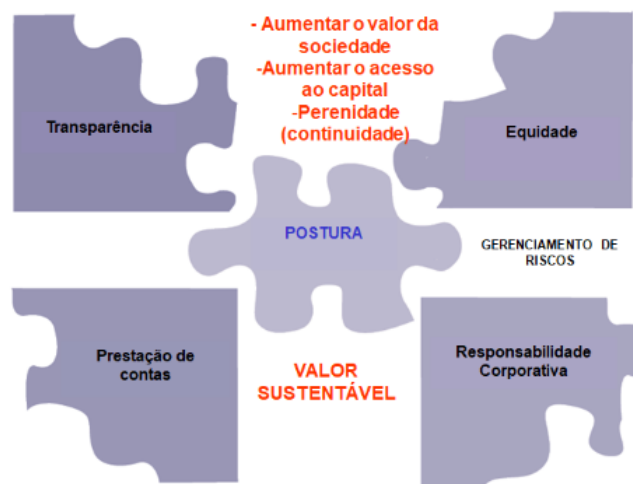 - Aumentar o valor da
sociedade
-Aumentar o acesso
ao capital
-Perenidade
(continuidade)
Transparência
Equidade
POSTURA
GERENCIAMENTO DE
RISCOS
Prestação de
contas
VALOR
SUSTENTÁVEL
Responsabilidade
Corporativa